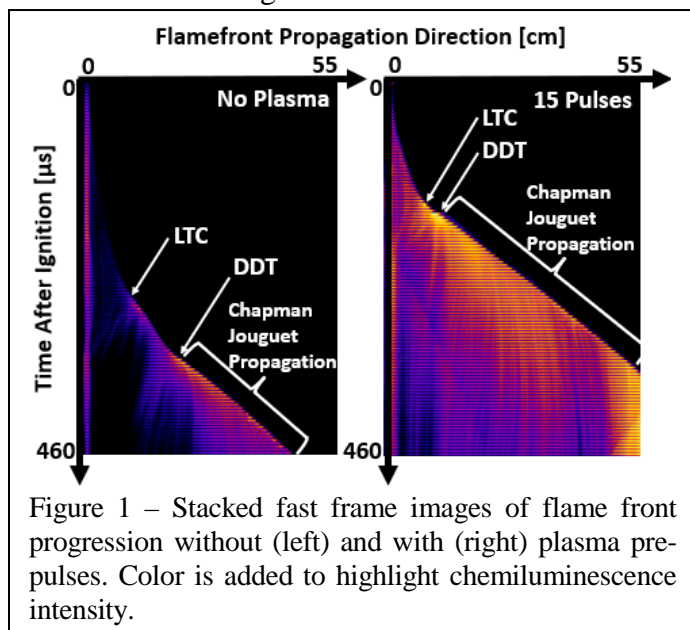 Flamefront Propagation Direction [cm]
0 55 0 55
0 No Plasma 0 15 Pulses
LTC
DDT
Chapman
Jouguet
Propagation
Time After Ignition [µs]
LTC
DDT
Chapman
Jouguet
Propagation
460 460
Figure 1 – Stacked fast frame images of flame front
progression without (left) and with (right) plasma pre-
pulses. Color is added to highlight chemiluminescence
intensity.